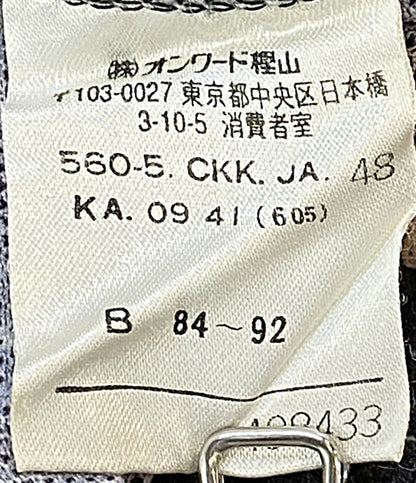 (株)オンワード樫山
〒103-0027 東京都中央区日本橋
3-10-5 消費者室
560-5. CKK. JA. 48
KA. 09 41 (605)
B 84～92